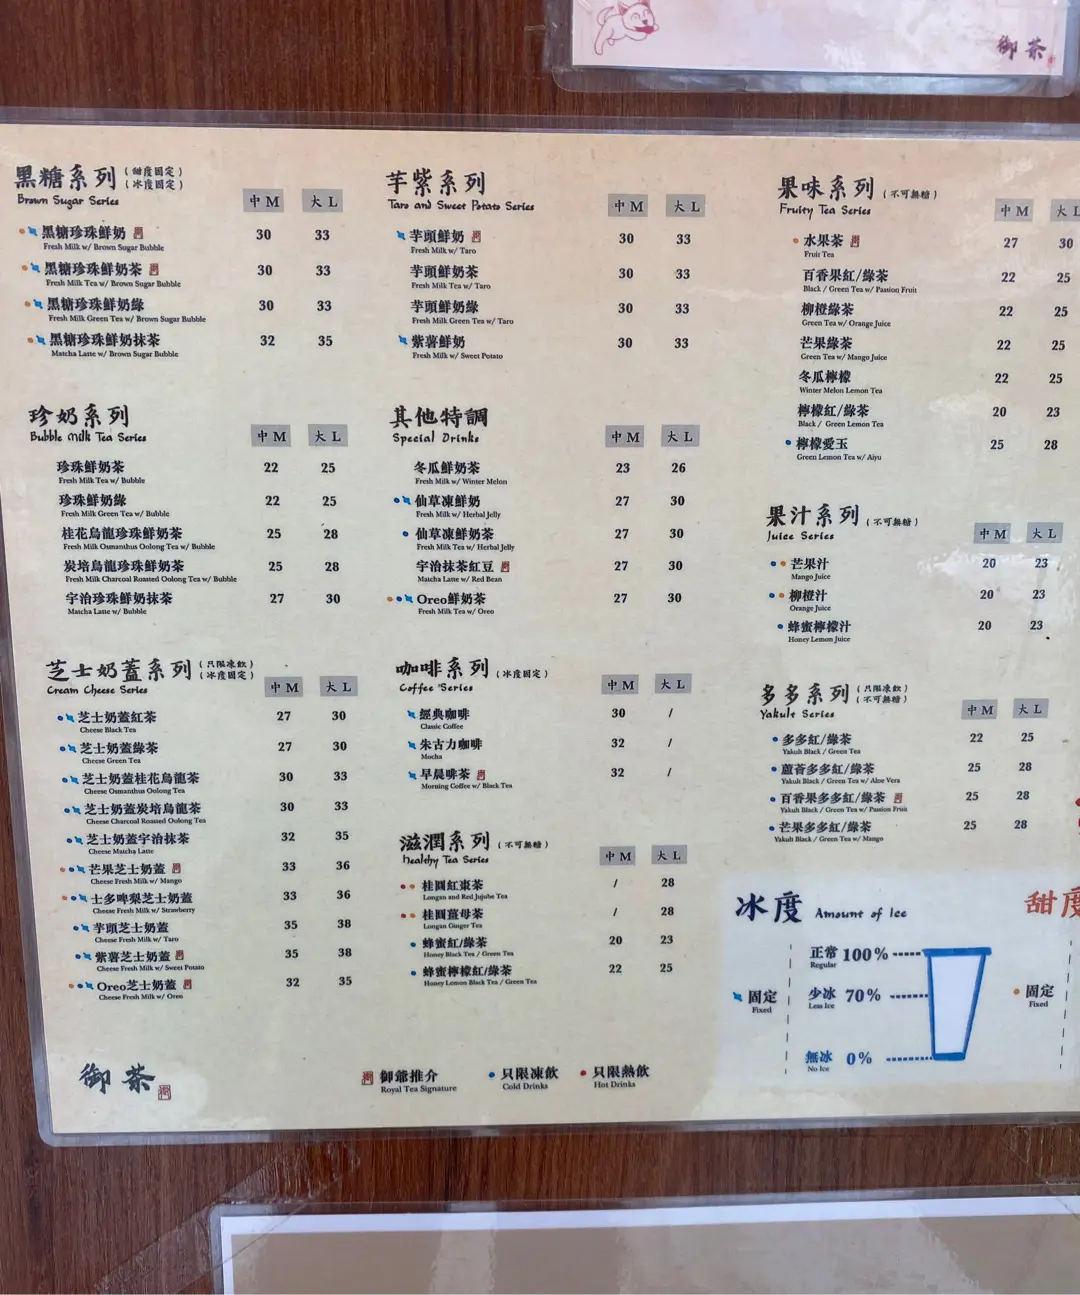 御茶
黑糖系列
(甜度固定)
(冰度固定)
Brown Sugar Series
中 M 大 L
黑糖珍珠鮮奶 30 33
Fresh Milk w/ Brown Sugar Bubble
黑糖珍珠鮮奶茶 30 33
Fresh Milk Tea w/ Brown Sugar Bubble
黑糖珍珠鮮奶綠 30 33
Fresh Milk Green Tea w/ Brown Sugar Bubble
黑糖珍珠鮮奶抹茶 32 35
Matcha Latte w/ Brown Sugar Bubble
珍奶系列
Bubble Milk Tea Series
中 M 大 L
珍珠鮮奶茶 22 25
Fresh Milk Tea w/ Bubble
珍珠鮮奶綠 22 25
Fresh Milk Green Tea w/ Bubble
桂花烏龍珍珠鮮奶茶 25 28
Fresh Milk Osmanthus Oolong Tea w/ Bubble
炭培烏龍珍珠鮮奶茶 25 28
Fresh Milk Charcoal Roasted Oolong Tea w/ Bubble
宇治珍珠鮮奶抹茶 27 30
Matcha Latte w/ Bubble
芝士奶蓋系列
(只限凍飲)
(冰度固定)
Cream Cheese Series
中 M 大 L
芝士奶蓋紅茶 27 30
Cheese Black Tea
芝士奶蓋綠茶 27 30
Cheese Green Tea
芝士奶蓋桂花烏龍茶 30 33
Cheese Osmanthus Oolong Tea
芝士奶蓋炭培烏龍茶 30 33
Cheese Charcoal Roasted Oolong Tea
芝士奶蓋宇治抹茶 32 35
Cheese Matcha Latte
芒果芝士奶蓋 33 36
Cheese Fresh Milk w/ Mango
士多啤梨芝士奶蓋 33 36
Cheese Fresh Milk w/ Strawberry
芋頭芝士奶蓋 35 38
Cheese Fresh Milk w/ Taro
紫薯芝士奶蓋 35 38
Cheese Fresh Milk w/ Sweet Potato
Oreo芝士奶蓋 32 35
Cheese Fresh Milk w/ Oreo
芋紫系列
Taro and Sweet Potato Series
中 M 大 L
芋頭鮮奶 30 33
Fresh Milk w/ Taro
芋頭鮮奶茶 30 33
Fresh Milk Tea w/ Taro
芋頭鮮奶綠 30 33
Fresh Milk Green Tea w/ Taro
紫薯鮮奶 30 33
Fresh Milk w/ Sweet Potato
其他特調
Special Drinks
中 M 大 L
冬瓜鮮奶茶 23 26
Fresh Milk w/ Winter Melon
仙草凍鮮奶 27 30
Fresh Milk w/ Herbal Jelly
仙草凍鮮奶茶 27 30
Fresh Milk Tea w/ Herbal Jelly
宇治抹茶紅豆 27 30
Matcha Latte w/ Red Bean
Oreo鮮奶茶 27 30
Fresh Milk Tea w/ Oreo
咖啡系列 (冰度固定)
Coffee Series
中 M 大 L
經典咖啡 30 /
Classic Coffee
朱古力咖啡 32 /
Mocha
早晨啡茶 32 /
Morning Coffee w/ Black Tea
滋潤系列 (不可無糖)
Healthy Tea Series
中 M 大 L
桂圓紅棗茶 / 28
Longan and Red Jujube Tea
桂圓薑母茶 / 28
Longan Ginger Tea
蜂蜜紅/綠茶 20 23
Honey Black Tea / Green Tea
蜂蜜檸檬紅/綠茶 22 25
Honey Lemon Black Tea / Green Tea
果味系列 (不可無糖)
Fruity Tea Series
中 M 大 L
水果茶 27 30
Fruit Tea
百香果紅/綠茶 22 25
Black / Green Tea w/ Passion Fruit
柳橙綠茶 22 25
Green Tea w/ Orange Juice
芒果綠茶 22 25
Green Tea w/ Mango Juice
冬瓜檸檬 22 25
Winter Melon Lemon Tea
檸檬紅/綠茶 20 23
Black / Green Lemon Tea
檸檬愛玉 25 28
Green Lemon Tea w/ Aiyu
果汁系列 (不可無糖)
Juice Series
中 M 大 L
芒果汁 20 23
Mango Juice
柳橙汁 20 23
Orange Juice
蜂蜜檸檬汁 20 23
Honey Lemon Juice
多多系列
(只限凍飲)
(不可無糖)
Yakult Series
中 M 大 L
多多紅/綠茶 22 25
Yakult Black / Green Tea
蘆薈多多紅/綠茶 25 28
Yakult Black / Green Tea w/ Aloe Vera
百香果多多紅/綠茶 25 28
Yakult Black / Green Tea w/ Passion Fruit
芒果多多紅/綠茶 25 28
Yakult Black / Green Tea w/ Mango
冰度 Amount of Ice
固定
Fixed
正常 100%
Regular
少冰 70%
Less Ice
無冰 0%
No Ice
甜度
固定
Fixed
御茶
御爺推介
Royal Tea Signature
只限凍飲
Cold Drinks
只限熱飲
Hot Drinks